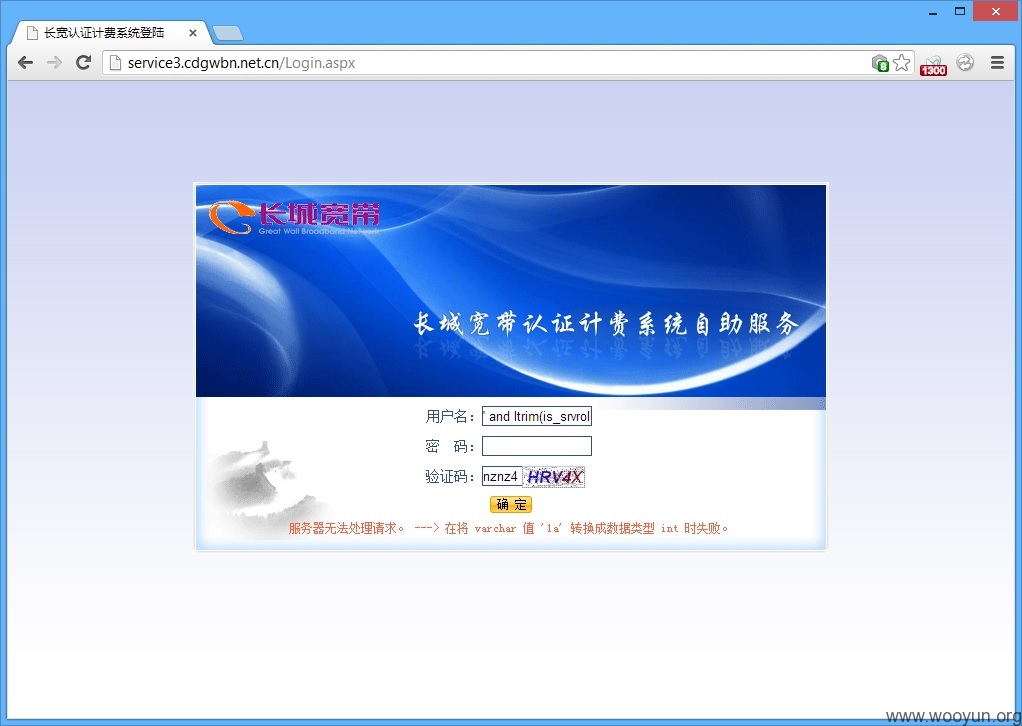 长宽认证计费系统登陆
service3.cdgwbn.net.cn/Login.aspx
8
1300
长城宽带
Great Wall Broadband Network
长城宽带认证计费系统自助服务
用户名： ' and ltrim(is_srvrol
密 码：
验证码： nznz4 HRV4X
确 定
服务器无法处理请求。 ---> 在将 varchar 值 '1a' 转换成数据类型 int 时失败。
www.wooyun.org